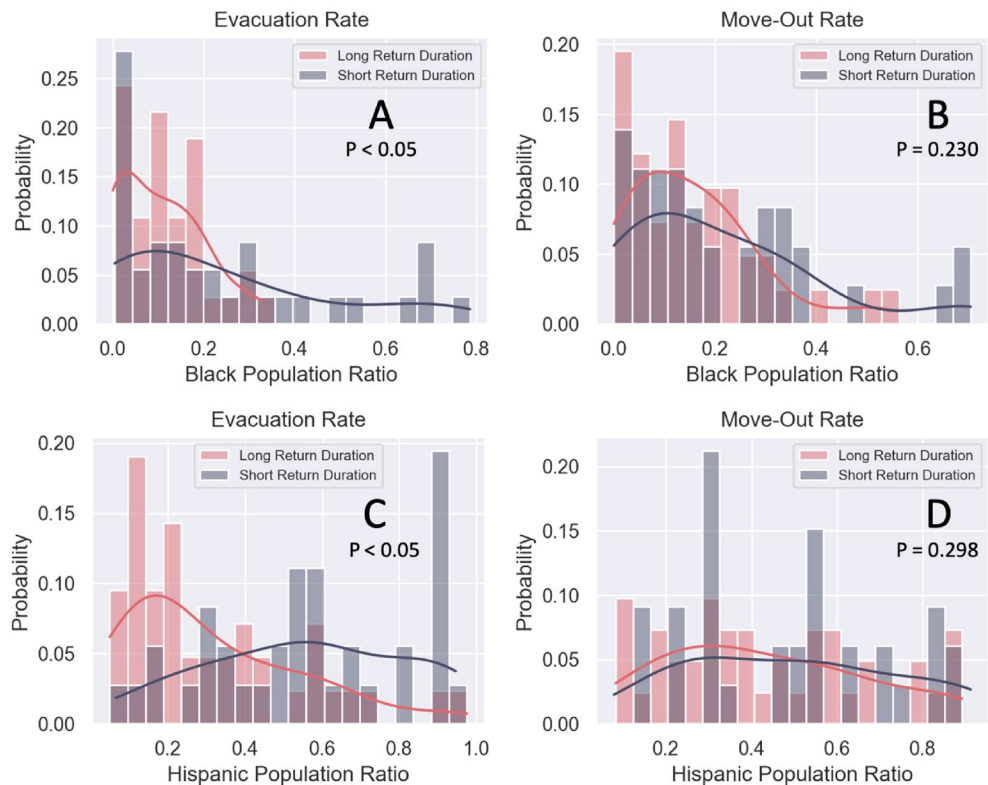 Evacuation Rate
Long Return Duration
Short Return Duration
A
P < 0.05
0.25
0.20
0.15
0.10
0.05
0.00
Probability
0.0 0.2 0.4 0.6 0.8
Black Population Ratio
Move-Out Rate
Long Return Duration
Short Return Duration
B
P = 0.230
0.20
0.15
0.10
0.05
0.00
Probability
0.0 0.2 0.4 0.6
Black Population Ratio
Evacuation Rate
Long Return Duration
Short Return Duration
C
P < 0.05
0.20
0.15
0.10
0.05
0.00
Probability
0.2 0.4 0.6 0.8 1.0
Hispanic Population Ratio
Move-Out Rate
Long Return Duration
Short Return Duration
D
P = 0.298
0.20
0.15
0.10
0.05
0.00
Probability
0.2 0.4 0.6 0.8
Hispanic Population Ratio